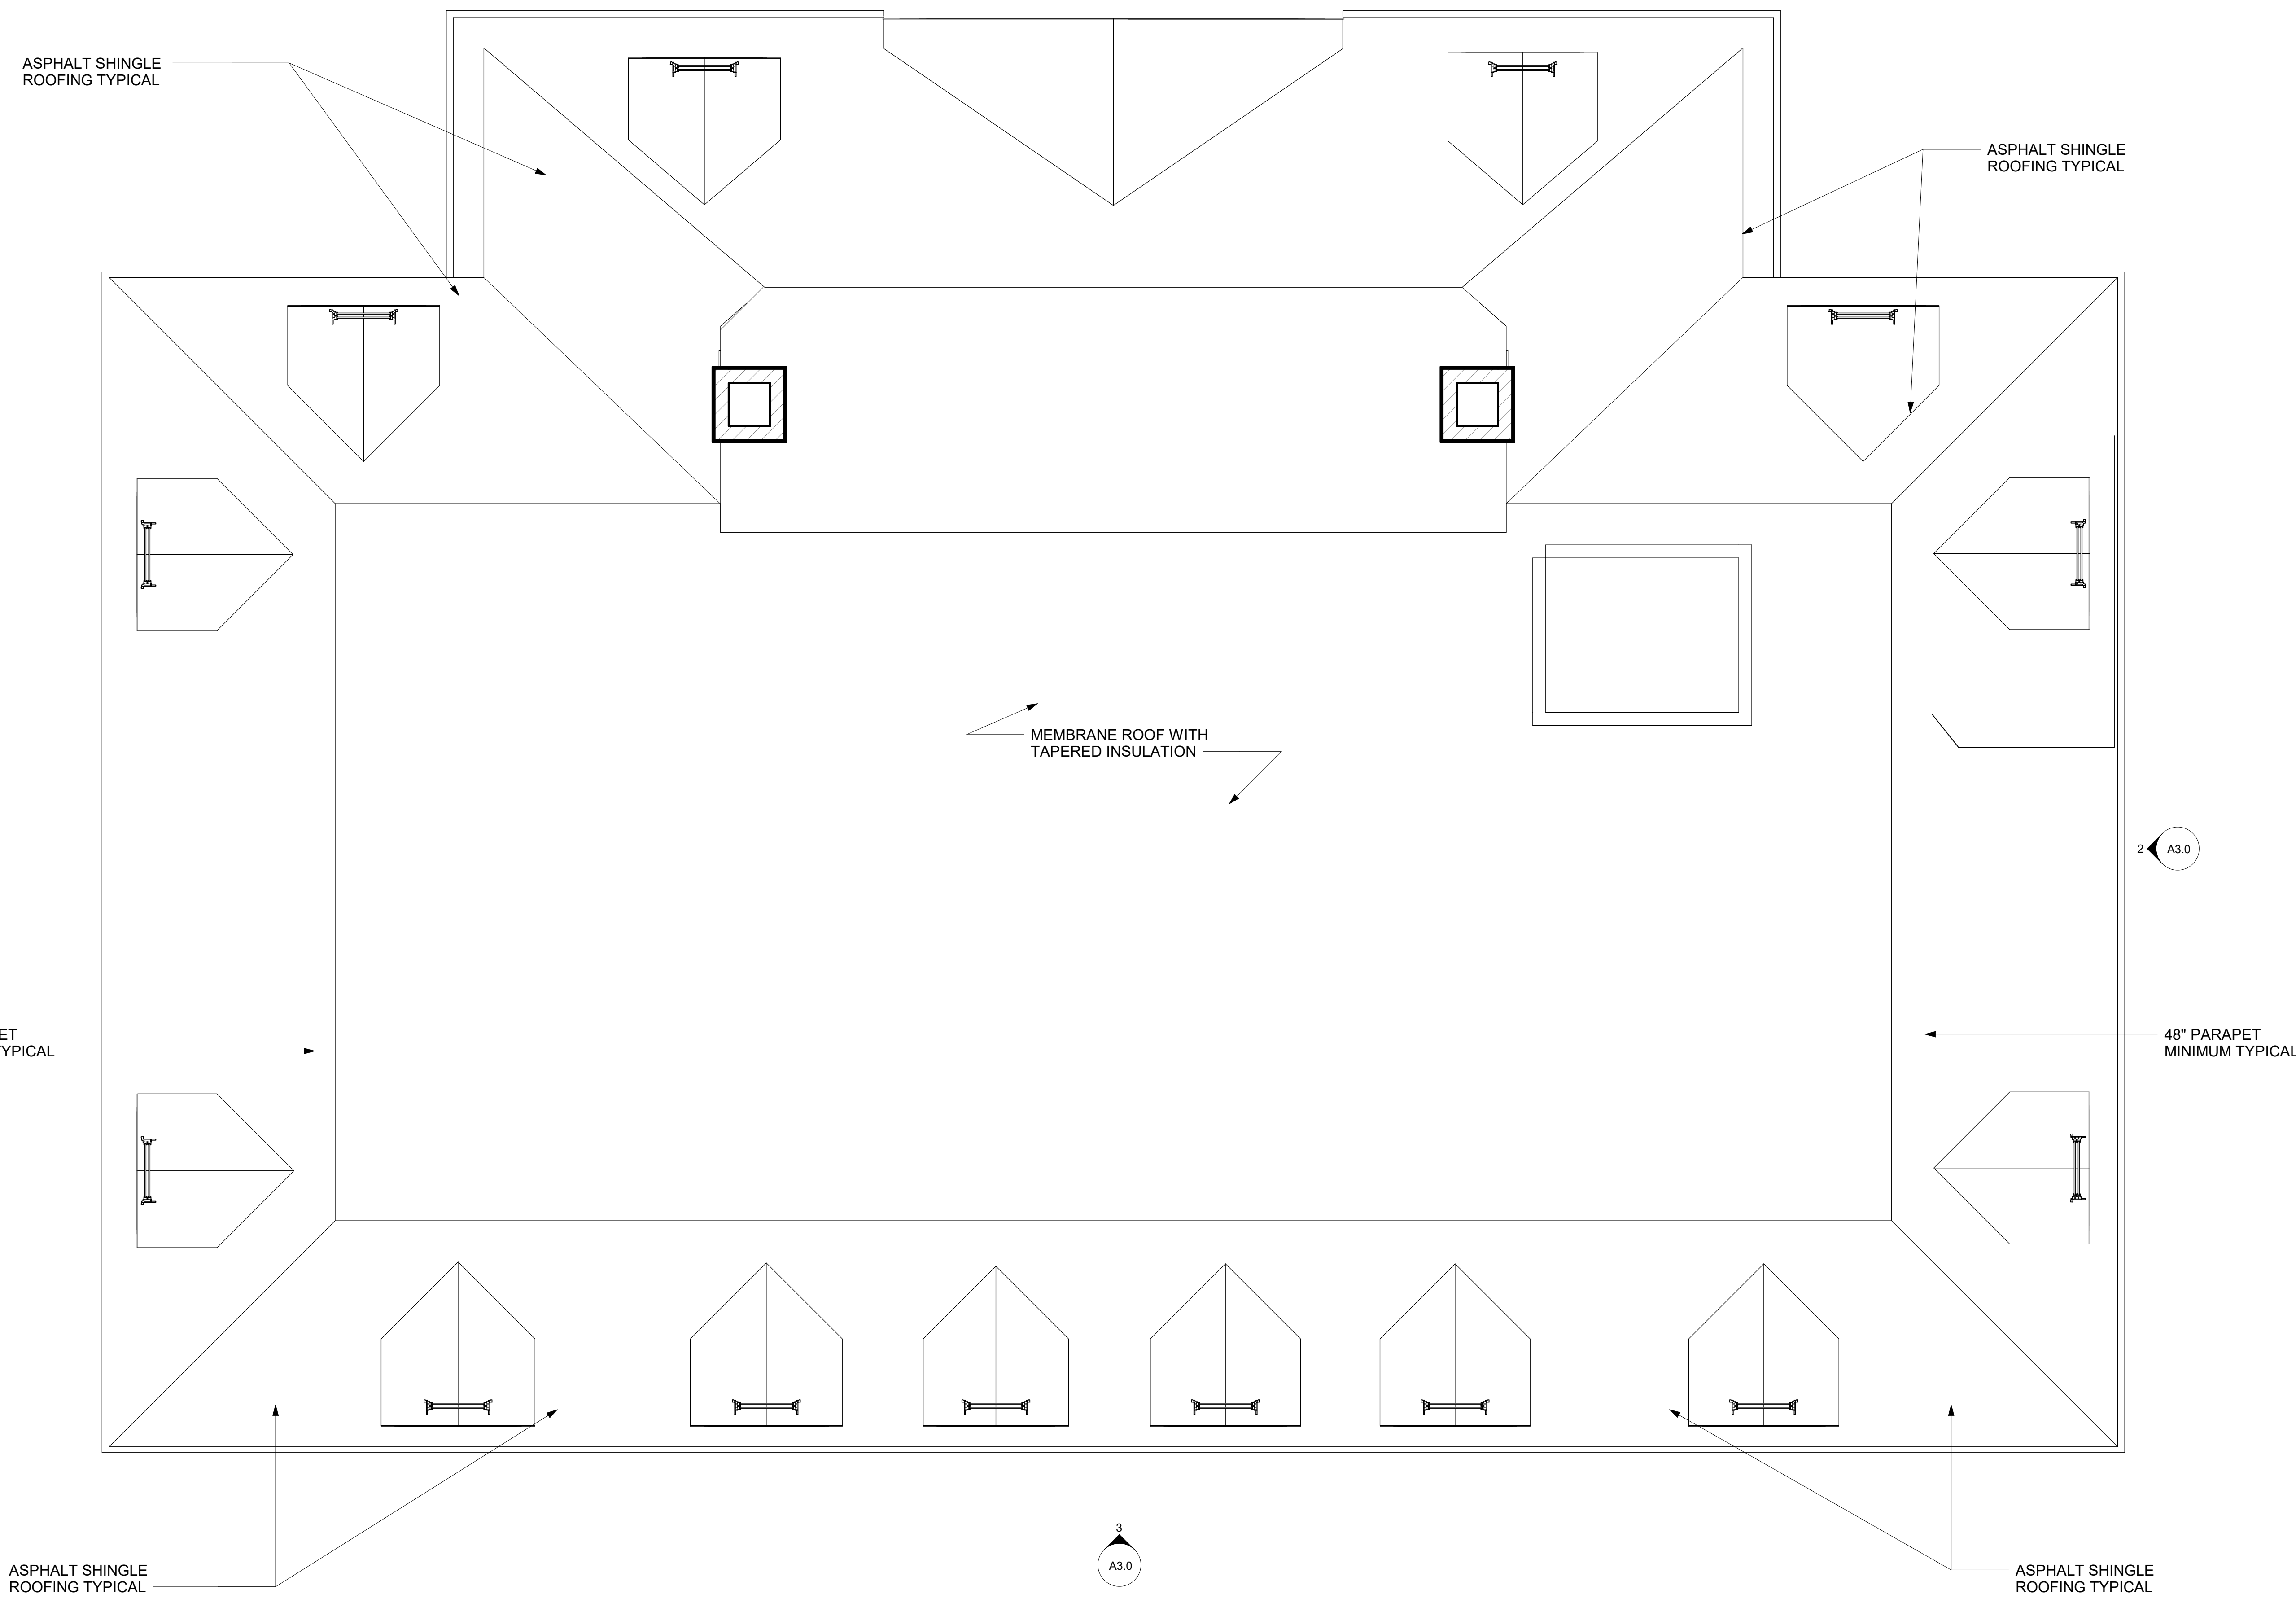 ASPHALT SHINGLE
ROOFING TYPICAL
ASPHALT SHINGLE
ROOFING TYPICAL
MEMBRANE ROOF WITH
TAPERED INSULATION
2
A3.0
ET
YPICAL
48" PARAPET
MINIMUM TYPICAL
3
A3.0
ASPHALT SHINGLE
ROOFING TYPICAL
ASPHALT SHINGLE
ROOFING TYPICAL